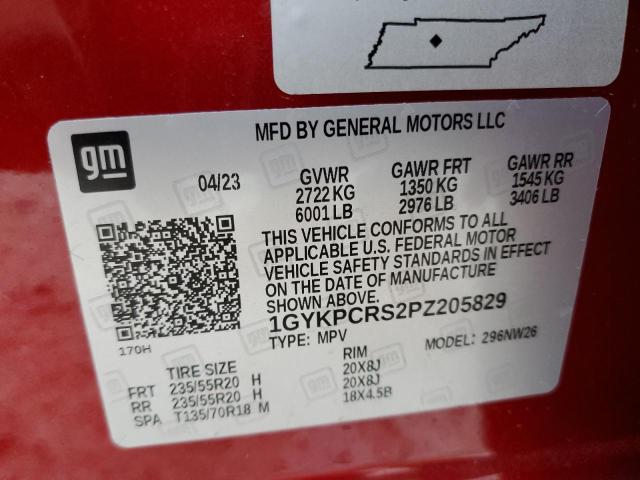 MFD BY GENERAL MOTORS LLC
gm
04/23 GVWR GAWR FRT GAWR RR
2722 KG 1350 KG 1545 KG
6001 LB 2976 LB 3406 LB
THIS VEHICLE CONFORMS TO ALL
APPLICABLE U.S. FEDERAL MOTOR
VEHICLE SAFETY STANDARDS IN EFFECT
ON THE DATE OF MANUFACTURE
SHOWN ABOVE.
1GYKPCRS2PZ205829
170H
TYPE: MPV MODEL: 296NW26
TIRE SIZE RIM
FRT 235/55R20 H 20X8J
RR 235/55R20 H 20X8J
SPA T135/70R18 M 18X4.5B